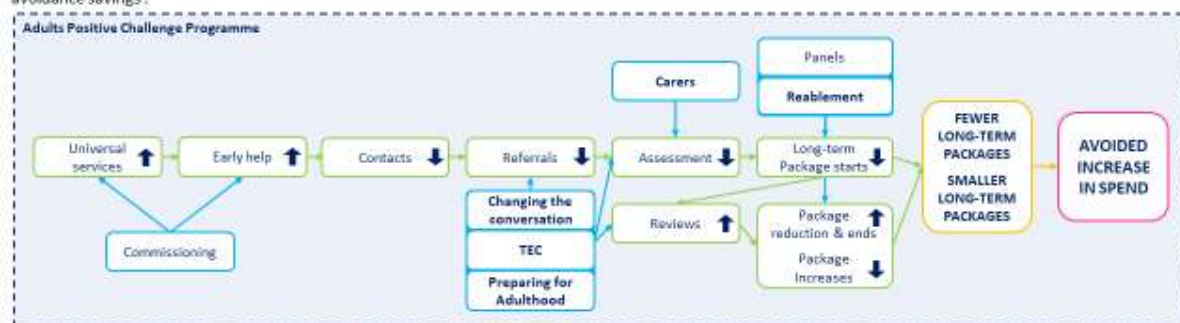 avoidance savings?
Adults Positive Challenge Programme
Panels
Carers
Reablement
Universal
services
Early help
Contacts
Referrals
Assessment
Long-term
Package starts
FEWER
LONG-TERM
PACKAGES
SMALLER
LONG-TERM
PACKAGES
AVOIDED
INCREASE
IN SPEND
Changing the
conversation
TEC
Preparing for
Adulthood
Commissioning
Reviews
Package
reduction & ends
Package
Increases